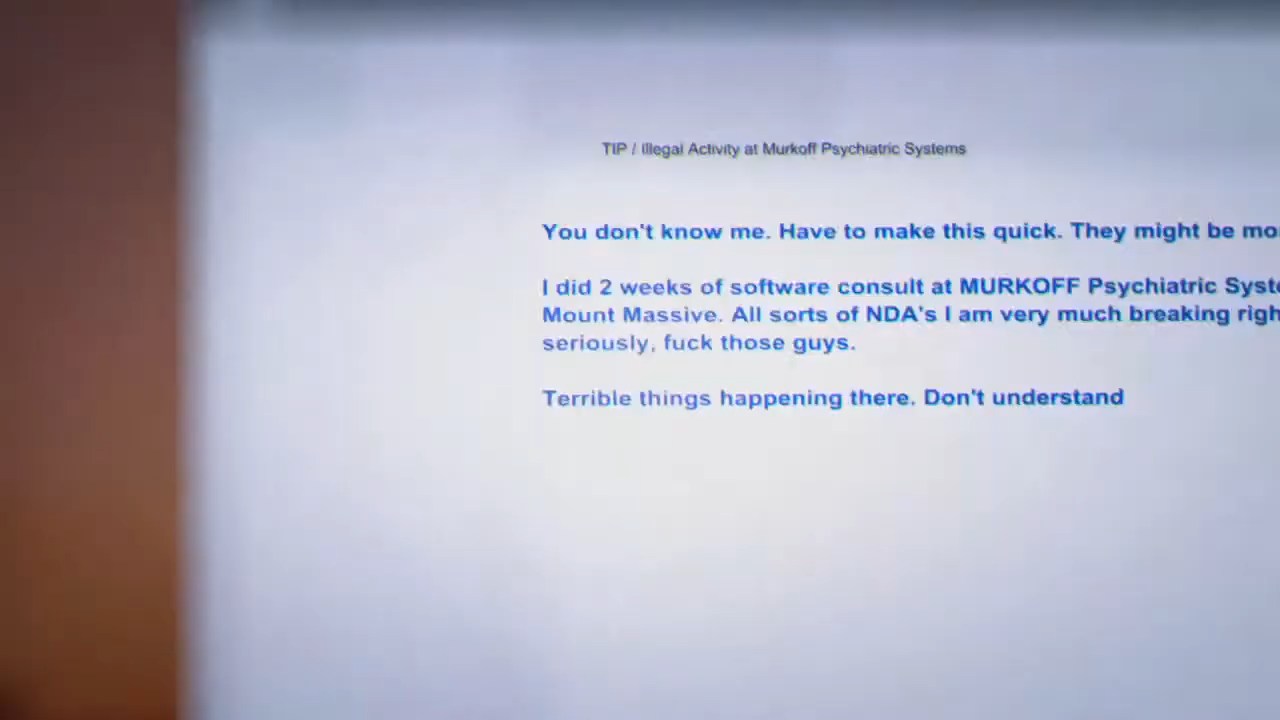 TIP / Illegal Activity at Murkoff Psychiatric Systems
You don't know me. Have to make this quick. They might be mo
I did 2 weeks of software consult at MURKOFF Psychiatric Syste
Mount Massive. All sorts of NDA's I am very much breaking righ
seriously, fuck those guys.
Terrible things happening there. Don't understand